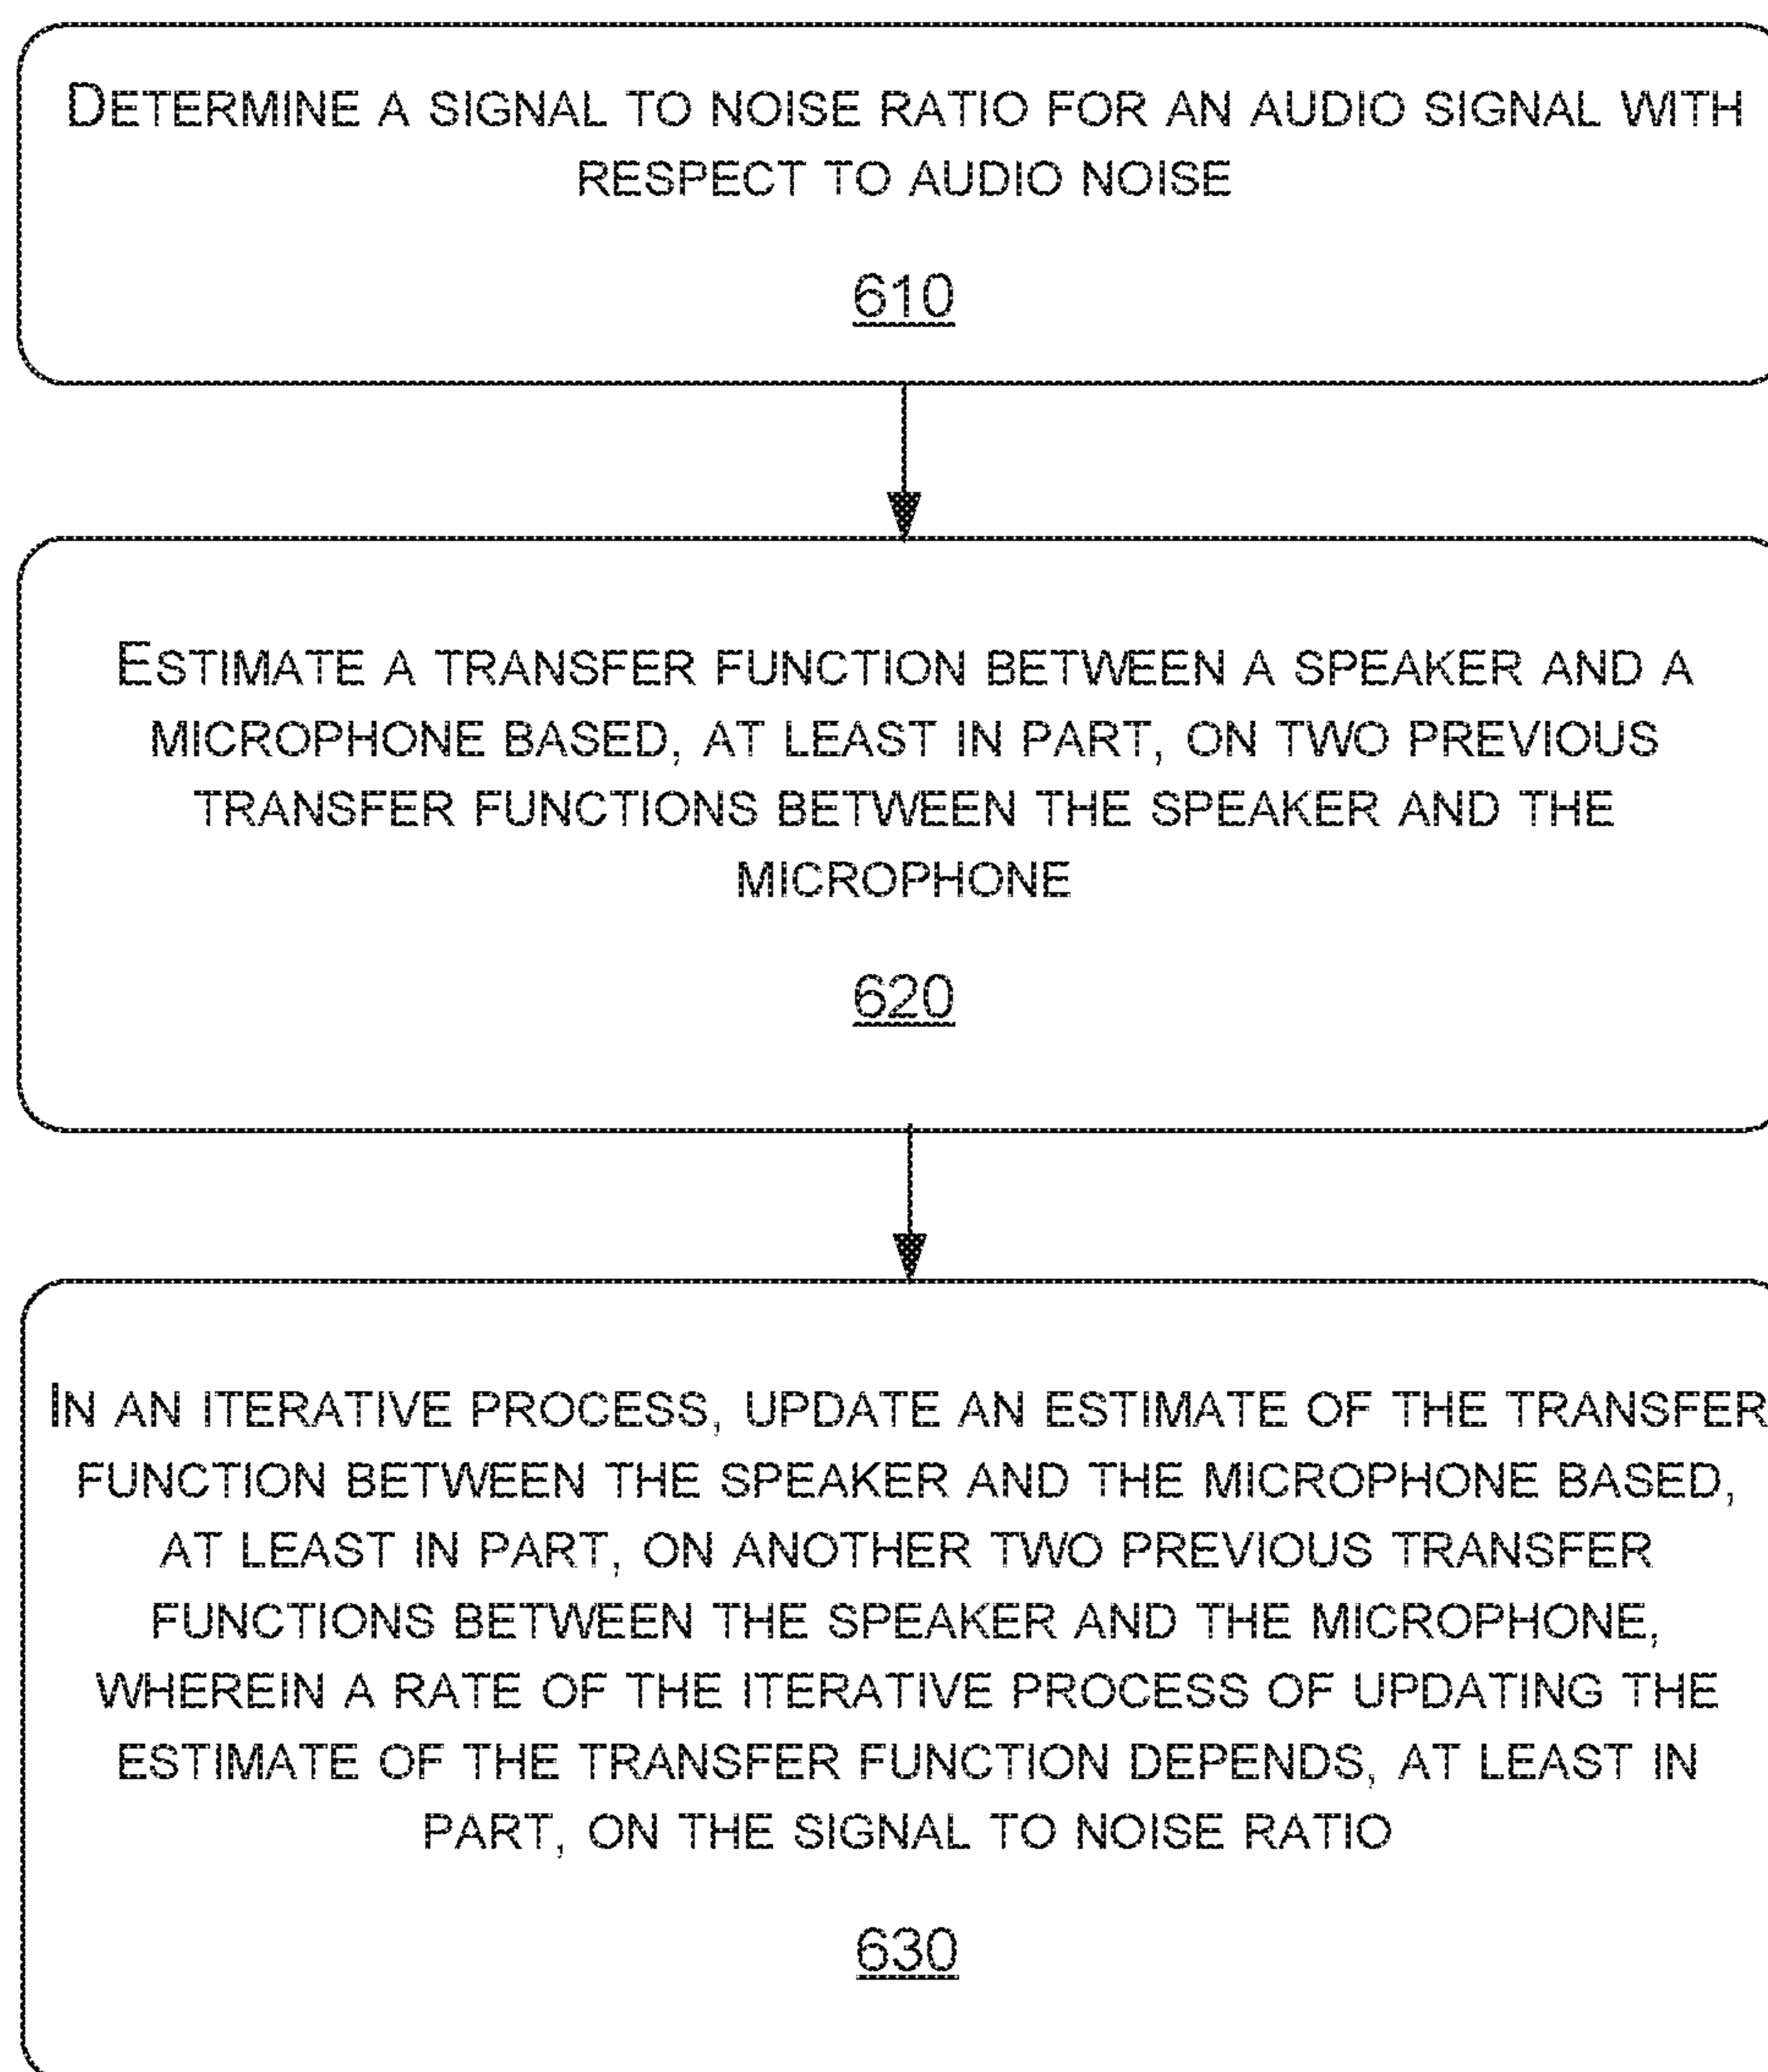 DETERMINE A SIGNAL TO NOISE RATIO FOR AN AUDIO SIGNAL WITH
RESPECT TO AUDIO NOISE
610
ESTIMATE A TRANSFER FUNCTION BETWEEN A SPEAKER AND A
MICROPHONE BASED, AT LEAST IN PART, ON TWO PREVIOUS
TRANSFER FUNCTIONS BETWEEN THE SPEAKER AND THE
MICROPHONE
620
IN AN ITERATIVE PROCESS, UPDATE AN ESTIMATE OF THE TRANSFER
FUNCTION BETWEEN THE SPEAKER AND THE MICROPHONE BASED,
AT LEAST IN PART, ON ANOTHER TWO PREVIOUS TRANSFER
FUNCTIONS BETWEEN THE SPEAKER AND THE MICROPHONE,
WHEREIN A RATE OF THE ITERATIVE PROCESS OF UPDATING THE
ESTIMATE OF THE TRANSFER FUNCTION DEPENDS, AT LEAST IN
PART, ON THE SIGNAL TO NOISE RATIO
630